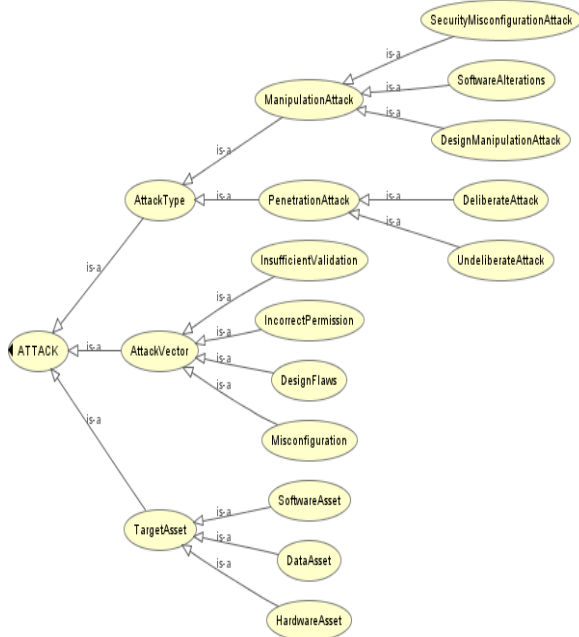 SecurityMisconfigurationAttack
is-a
SoftwareAlterations
is-a
ManipulationAttack
is-a
DesignManipulationAttack
is-a
AttackType
is-a
PenetrationAttack
is-a
DeliberateAttack
is-a
UndeliberateAttack
is-a
InsufficientValidation
is-a
IncorrectPermission
is-a
ATTACK
is-a
AttackVector
is-a
DesignFlaws
is-a
Misconfiguration
is-a
SoftwareAsset
is-a
TargetAsset
is-a
DataAsset
is-a
HardwareAsset
is-a